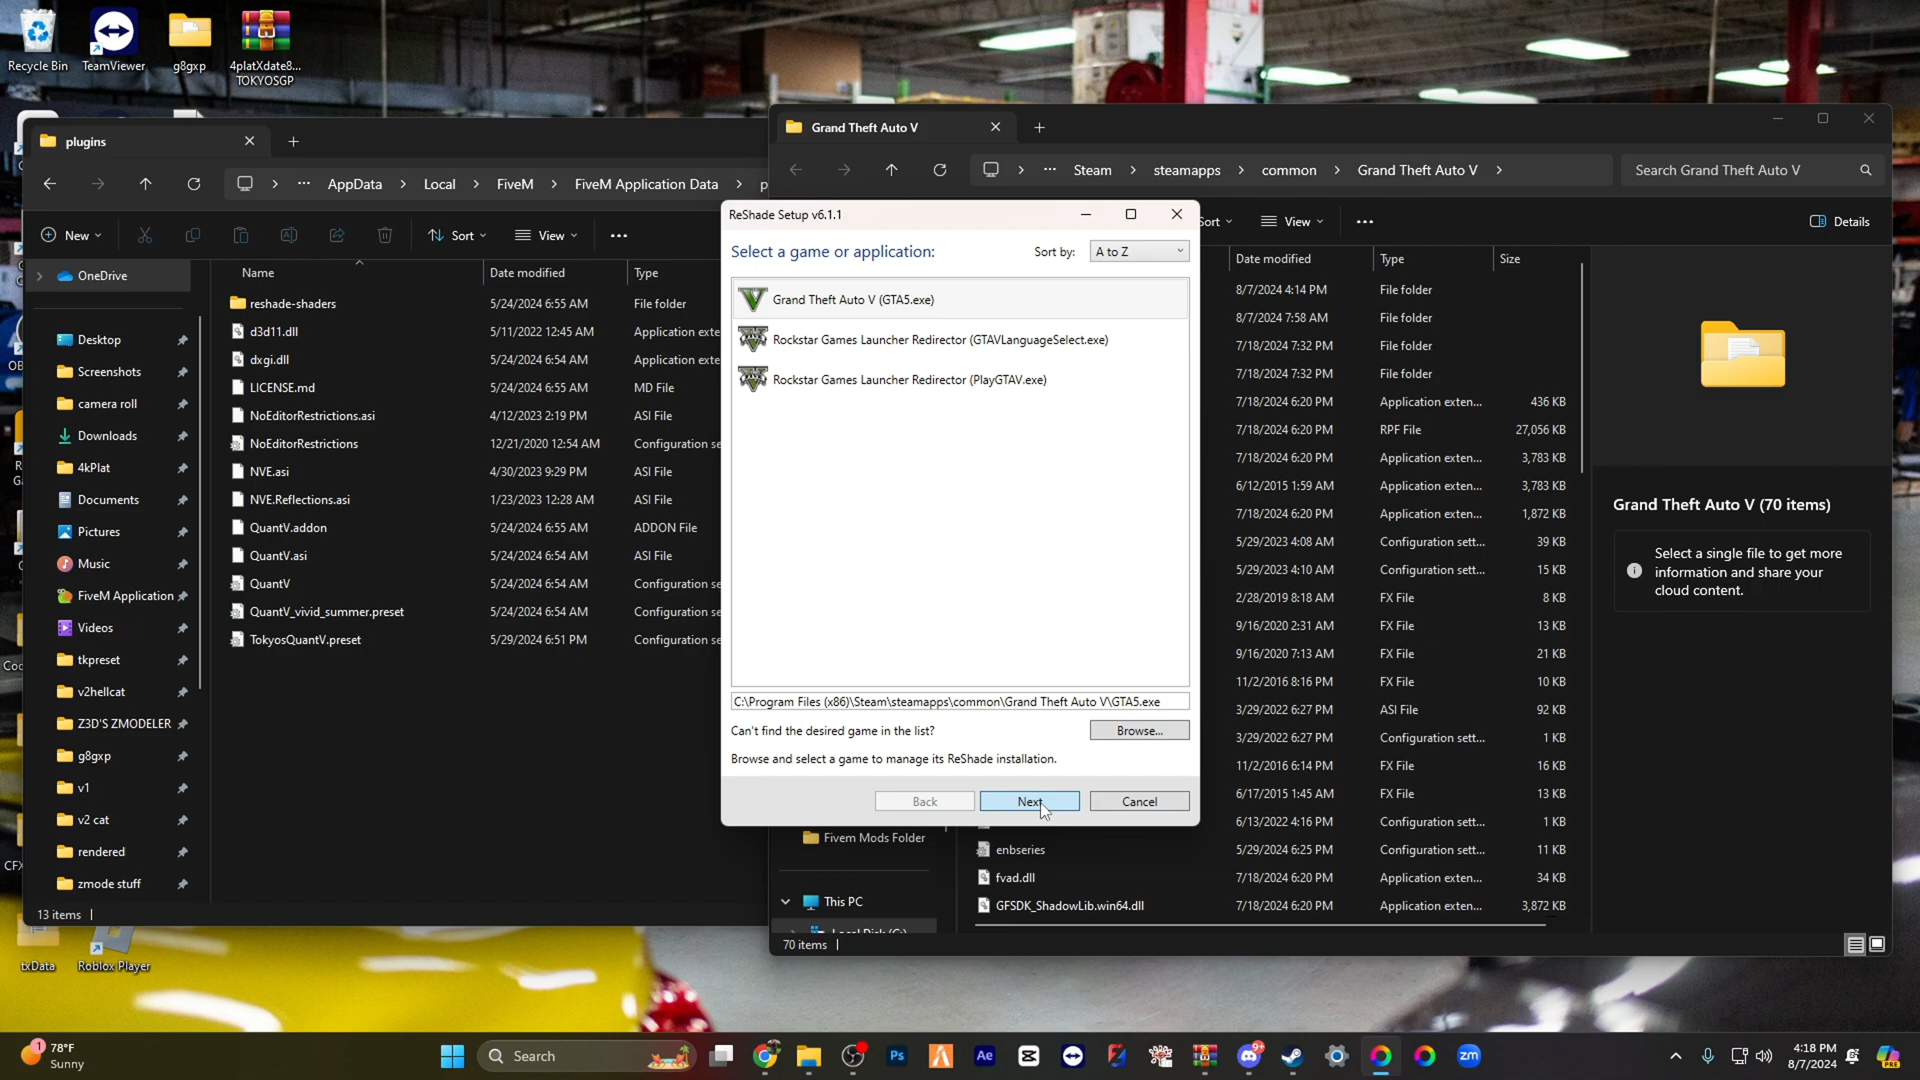 Recycle Bin
TeamViewer
g8gxp
4platXdate8...
TOKYOSGP
plugins
AppData
Local
FiveM
FiveM Application Data
New
Sort
View
OneDrive
Desktop
Screenshots
camera roll
Downloads
4kPlat
Documents
Pictures
Music
FiveM Application
Videos
tkpreset
v2hellcat
Z3D'S ZMODELER
g8gxp
v1
v2 cat
rendered
zmode stuff
Name
Date modified
Type
reshade-shaders
5/24/2024 6:55 AM
File folder
d3d11.dll
5/11/2022 12:45 AM
Application exte
dxgi.dll
5/24/2024 6:54 AM
Application exte
LICENSE.md
5/24/2024 6:55 AM
MD File
NoEditorRestrictions.asi
4/12/2023 2:19 PM
ASI File
NoEditorRestrictions
12/21/2020 12:54 AM
Configuration se
NVE.asi
4/30/2023 9:29 PM
ASI File
NVE.Reflections.asi
1/23/2023 12:28 AM
ASI File
QuantV.addon
5/24/2024 6:55 AM
ADDON File
QuantV.asi
5/24/2024 6:54 AM
ASI File
QuantV
5/24/2024 6:54 AM
Configuration se
QuantV_vivid_summer.preset
5/24/2024 6:54 AM
Configuration se
TokyosQuantV.preset
5/29/2024 6:51 PM
Configuration se
13 items
txData
Roblox Player
ReShade Setup v6.1.1
Select a game or application:
Sort by:
A to Z
Grand Theft Auto V (GTA5.exe)
Rockstar Games Launcher Redirector (GTAVLanguageSelect.exe)
Rockstar Games Launcher Redirector (PlayGTAV.exe)
C:\Program Files (x86)\Steam\steamapps\common\Grand Theft Auto V\GTA5.exe
Can't find the desired game in the list?
Browse...
Browse and select a game to manage its ReShade installation.
Back
Next
Cancel
Grand Theft Auto V
Steam
steamapps
common
Grand Theft Auto V
Search Grand Theft Auto V
View
Details
Date modified
Type
Size
8/7/2024 4:14 PM
File folder
8/7/2024 7:58 AM
File folder
7/18/2024 7:32 PM
File folder
7/18/2024 7:32 PM
File folder
7/18/2024 6:20 PM
Application exten...
436 KB
7/18/2024 6:20 PM
RPF File
27,056 KB
7/18/2024 6:20 PM
Application exten...
3,783 KB
6/12/2015 1:59 AM
Application exten...
3,783 KB
7/18/2024 6:20 PM
Application exten...
1,872 KB
5/29/2023 4:08 AM
Configuration sett...
39 KB
5/29/2023 4:10 AM
Configuration sett...
15 KB
2/28/2019 8:18 AM
FX File
8 KB
9/16/2020 2:31 AM
FX File
13 KB
9/16/2020 7:13 AM
FX File
21 KB
11/2/2016 8:16 PM
FX File
10 KB
3/29/2022 6:27 PM
ASI File
92 KB
3/29/2022 6:27 PM
Configuration sett...
1 KB
11/2/2016 6:14 PM
FX File
16 KB
6/17/2015 1:45 AM
FX File
13 KB
6/13/2022 4:16 PM
Configuration sett...
1 KB
enbseries
5/29/2024 6:25 PM
Configuration sett...
11 KB
fvad.dll
7/18/2024 6:20 PM
Application exten...
34 KB
GFSDK_ShadowLib.win64.dll
7/18/2024 6:20 PM
Application exten...
3,872 KB
Fivem Mods Folder
This PC
70 items
Grand Theft Auto V (70 items)
Select a single file to get more
information and share your
cloud content.
78°F
Sunny
Search
4:18 PM
8/7/2024